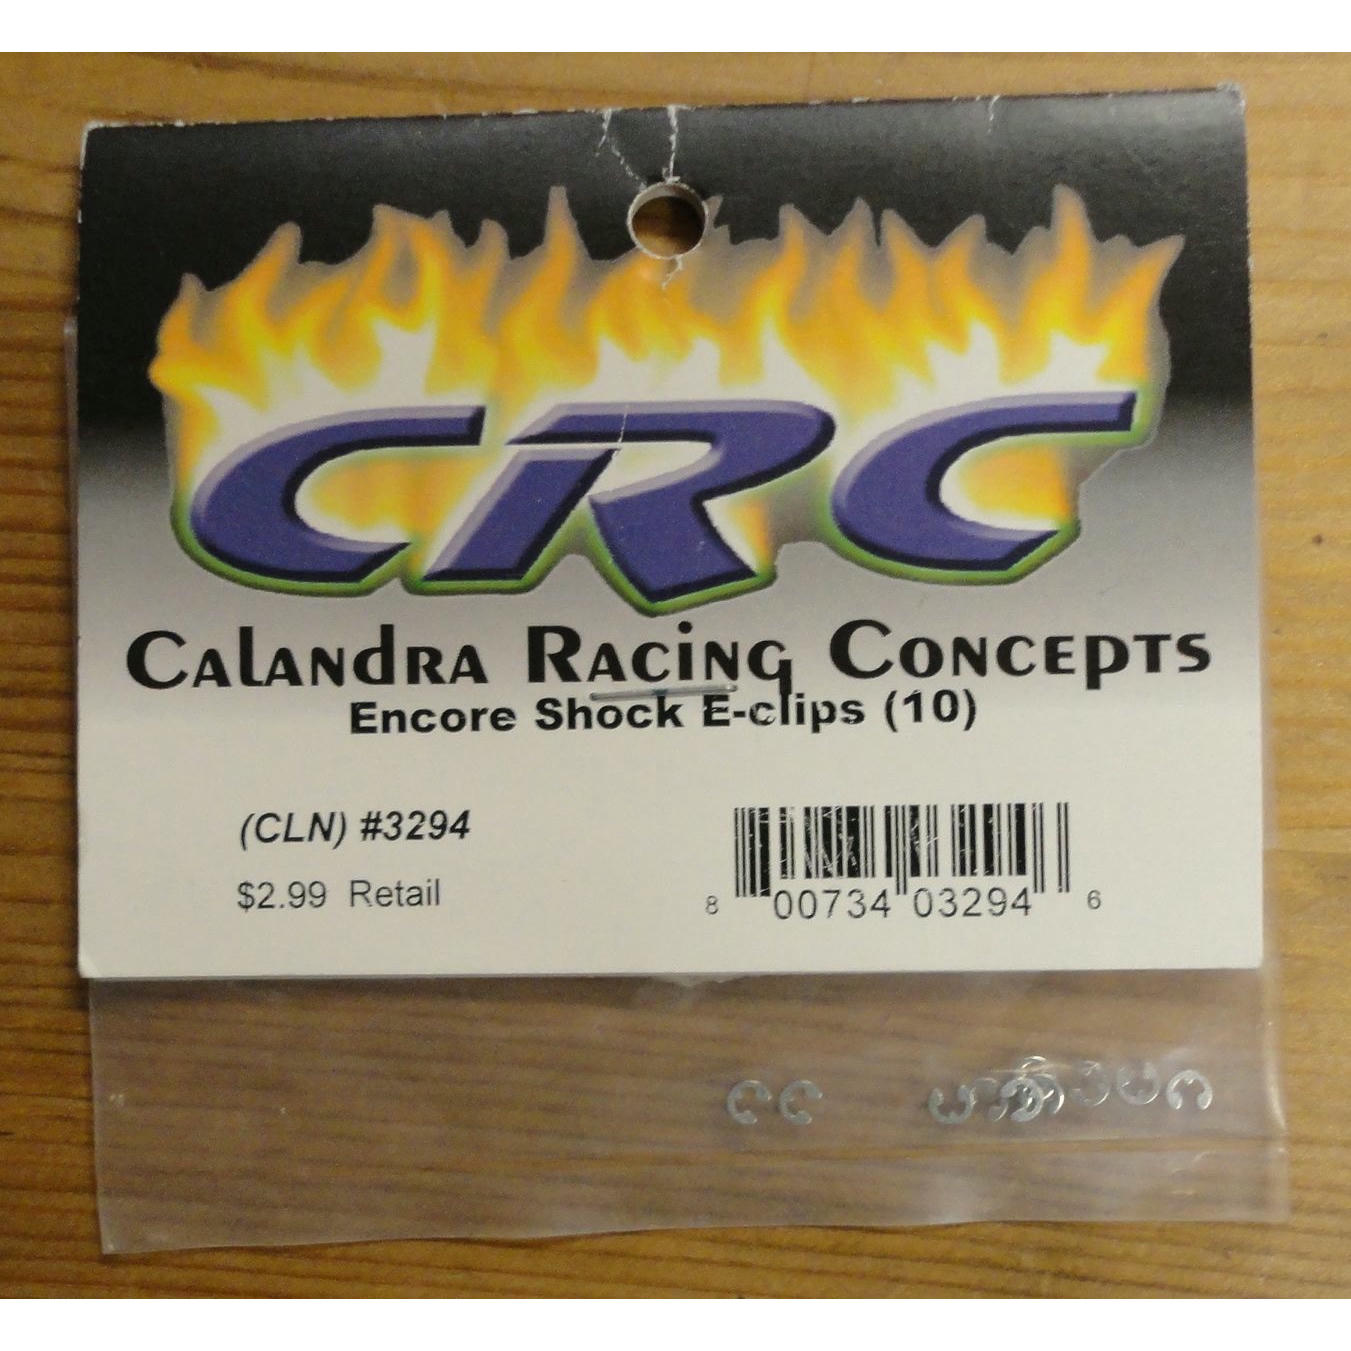 CRC
Calandra Racing Concepts
Encore Shock E-clips (10)
(CLN) #3294
$2.99 Retail
8 00734 03294 6